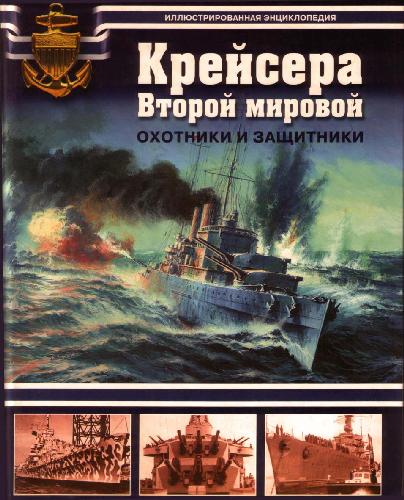 ИЛЛЮСТРИРОВАННАЯ ЭНЦИКЛОПЕДИЯ
Крейсера
Второй мировой
ОХОТНИКИ И ЗАЩИТНИКИ